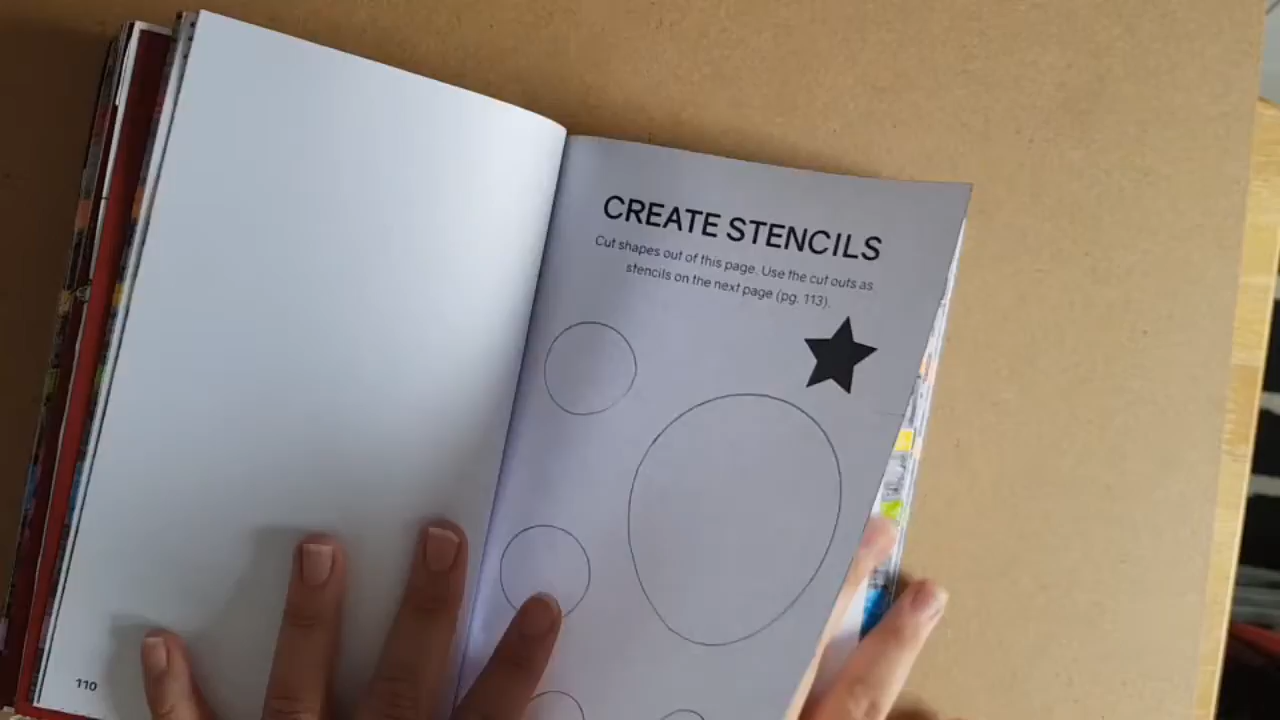 110
CREATE STENCILS
Cut shapes out of this page. Use the cut outs as
stencils on the next page (pg. 113).